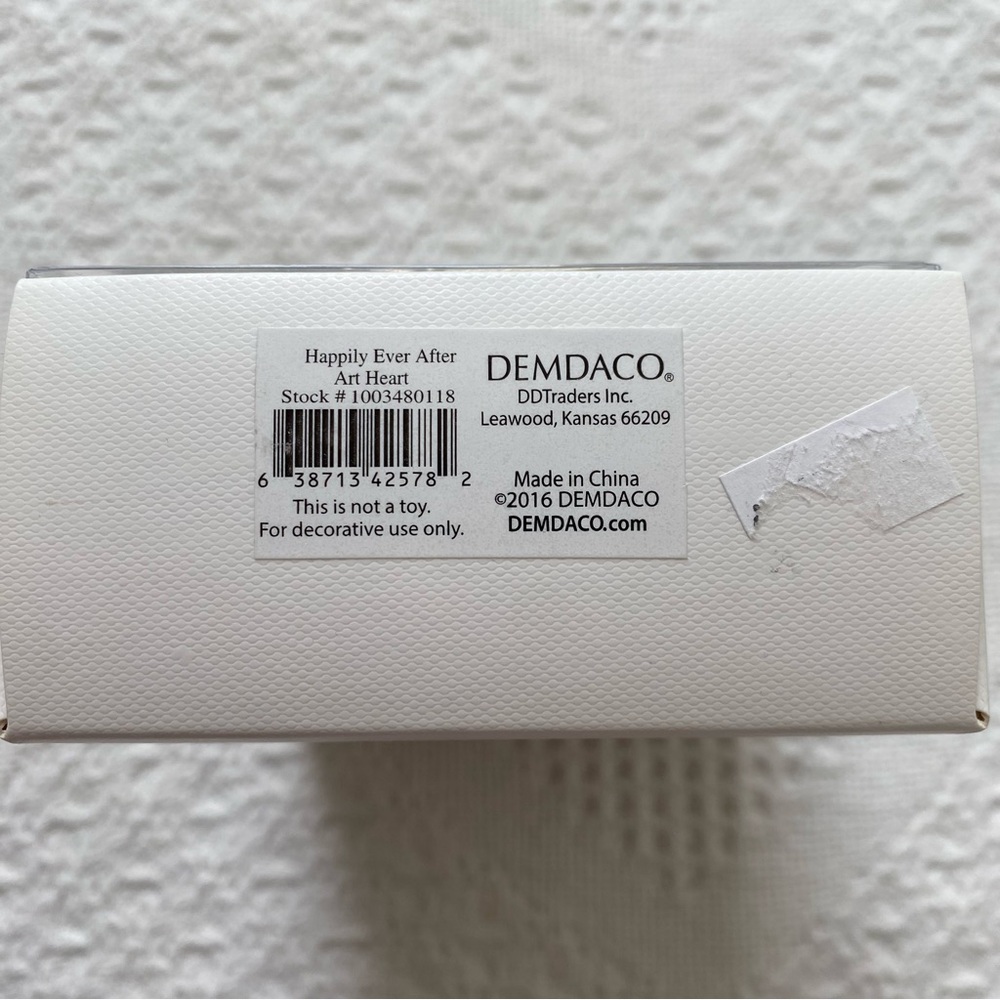 Happily Ever After
Art Heart
Stock # 1003480118
6 38713 42578 2
This is not a toy.
For decorative use only.
DEMDACO®
DDTraders Inc.
Leawood, Kansas 66209
Made in China
©2016 DEMDACO
DEMDACO.com